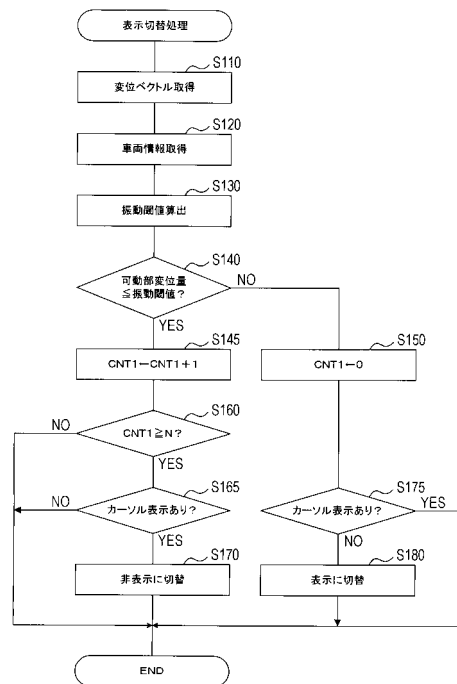 表示切替処理
S110
変位ベクトル取得
S120
車両情報取得
S130
振動閾値算出
S140
可動部変位量
≦振動閾値？
NO
YES
S145
CNT1←CNT1＋1
S150
CNT1←0
S160
CNT1≧N？
NO
YES
S165
カーソル表示あり？
NO
YES
S175
カーソル表示あり？
YES
NO
S170
非表示に切替
S180
表示に切替
END